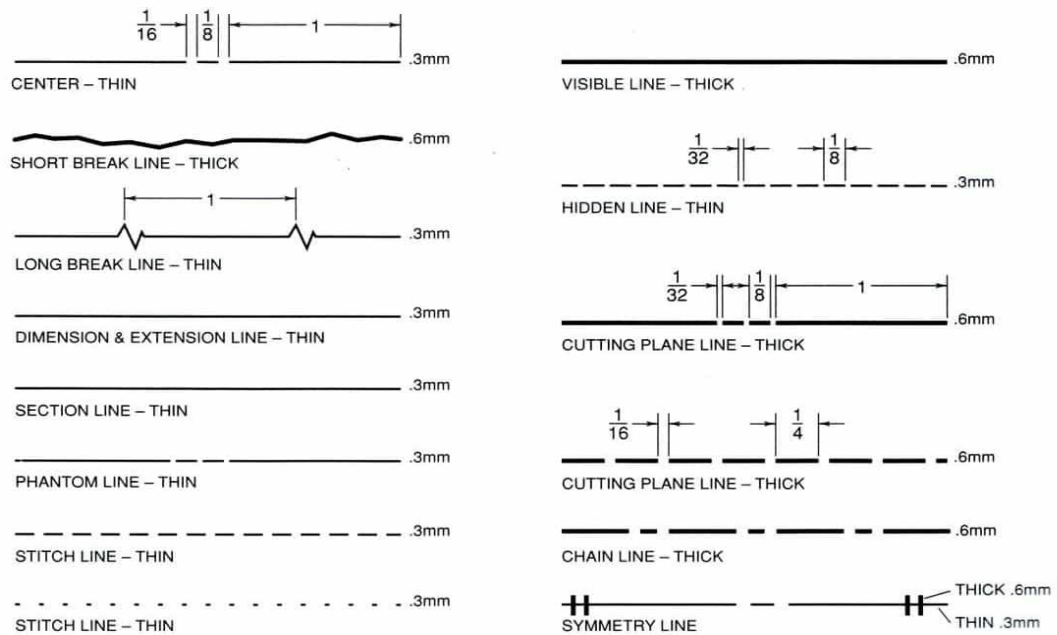 1/16 1/8 1
.3mm
CENTER – THIN
.6mm
SHORT BREAK LINE – THICK
1
.3mm
LONG BREAK LINE – THIN
.3mm
DIMENSION & EXTENSION LINE – THIN
.3mm
SECTION LINE – THIN
.3mm
PHANTOM LINE – THIN
.3mm
STITCH LINE – THIN
.3mm
STITCH LINE – THIN
.6mm
VISIBLE LINE – THICK
1/32 1/8
.3mm
HIDDEN LINE – THIN
1/32 1/8 1
.6mm
CUTTING PLANE LINE – THICK
1/16 1/4
.6mm
CUTTING PLANE LINE – THICK
.6mm
CHAIN LINE – THICK
THICK .6mm
SYMMETRY LINE
THIN .3mm